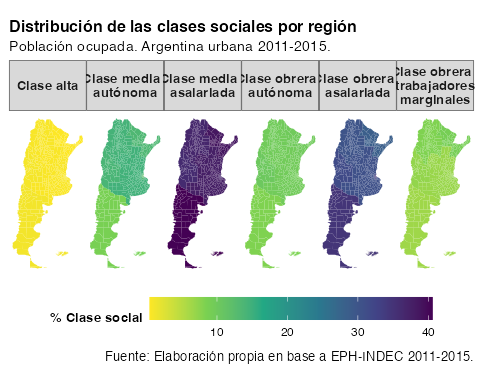 Distribución de las clases sociales por región
Población ocupada. Argentina urbana 2011-2015.
Clase alta
Clase media
autónoma
Clase media
asalariada
Clase obrera
autónoma
Clase obrera
asalariada
Clase obrera
trabajadores
marginales
% Clase social
10 20 30 40
Fuente: Elaboración propia en base a EPH-INDEC 2011-2015.